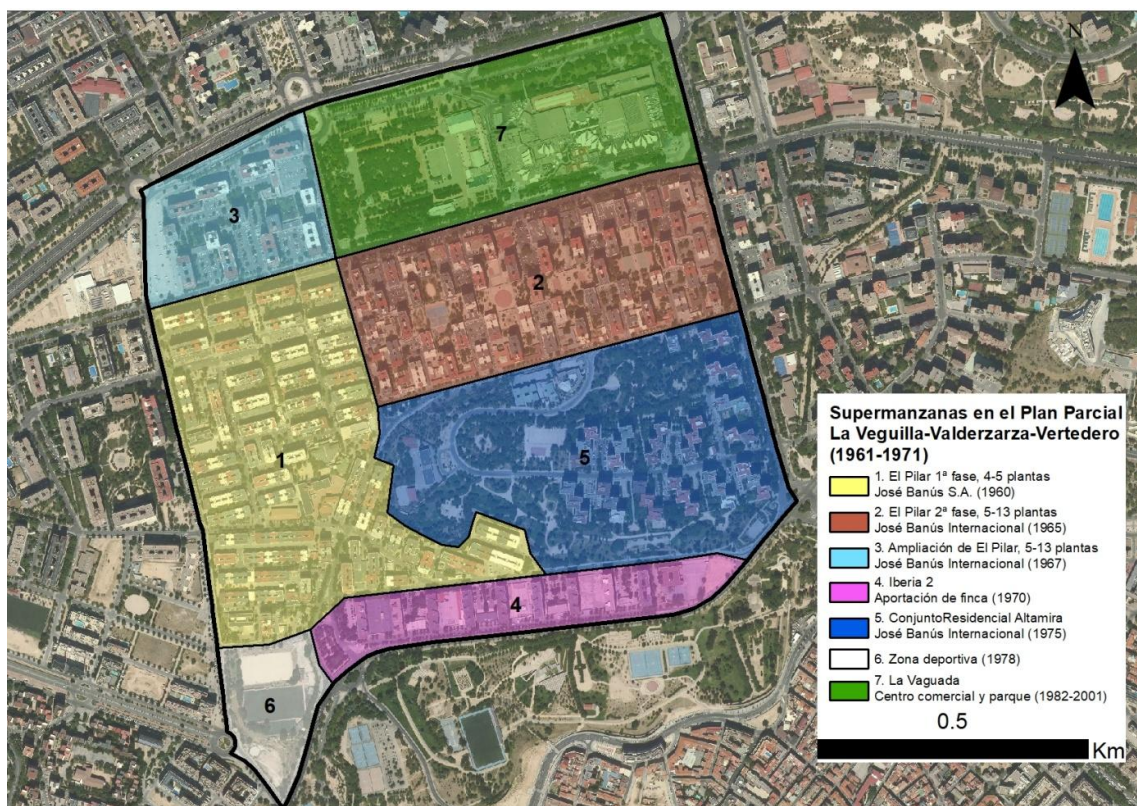 N
7
3
2
1
5
4
6
Supermanzanas en el Plan Parcial
La Veguilla-Valderzarza-Vertedero
(1961-1971)
1. El Pilar 1ª fase, 4-5 plantas
José Banús S.A. (1960)
2. El Pilar 2ª fase, 5-13 plantas
José Banús Internacional (1965)
3. Ampliación de El Pilar, 5-13 plantas
José Banús Internacional (1967)
4. Iberia 2
Aportación de finca (1970)
5. ConjuntoResidencial Altamira
José Banús Internacional (1975)
6. Zona deportiva (1978)
7. La Vaguada
Centro comercial y parque (1982-2001)
0.5
Km